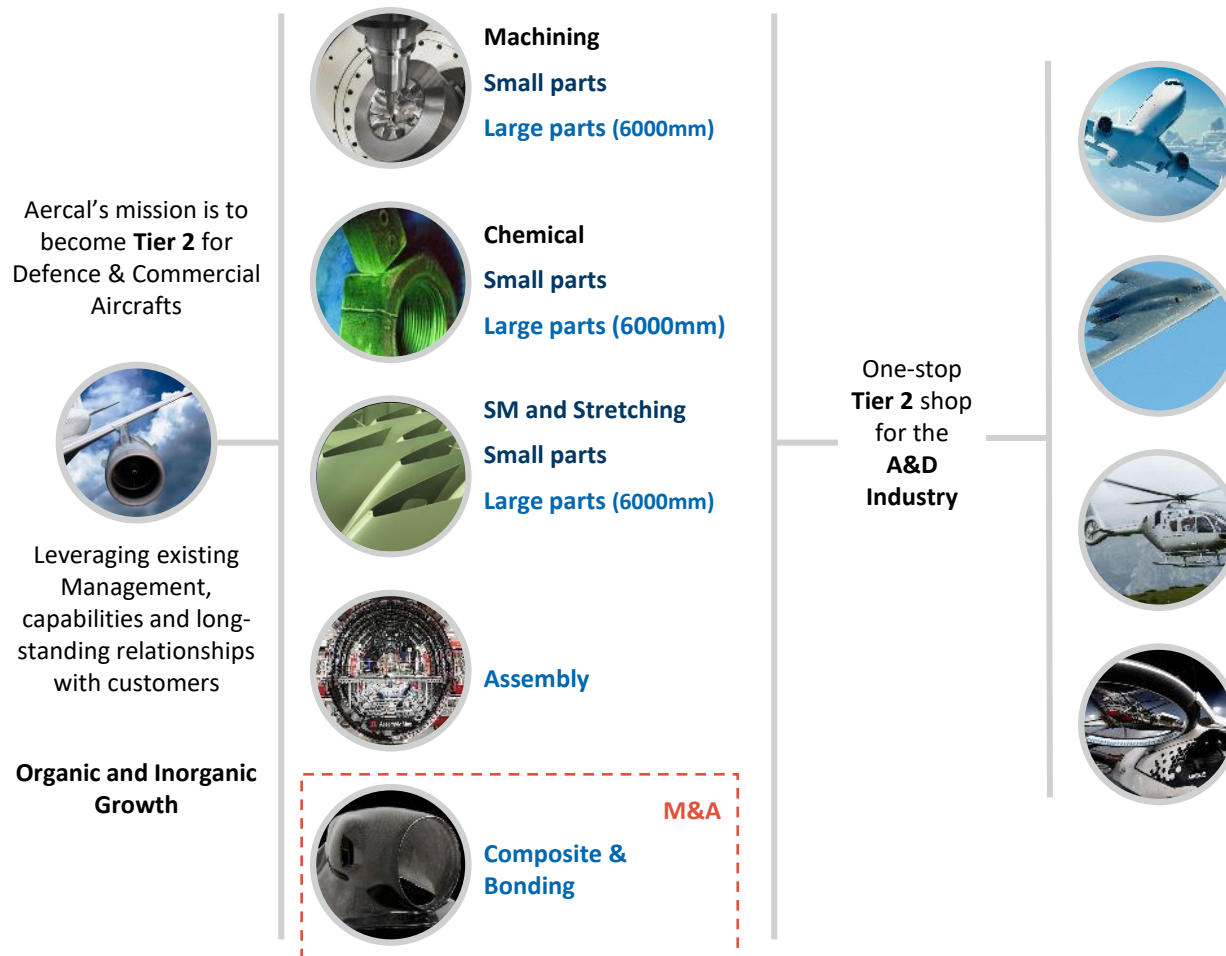 Aercal’s mission is to
become Tier 2 for
Defence & Commercial
Aircrafts
Leveraging existing
Management,
capabilities and long-
standing relationships
with customers
Organic and Inorganic
Growth
Machining
Small parts
Large parts (6000mm)
Chemical
Small parts
Large parts (6000mm)
SM and Stretching
Small parts
Large parts (6000mm)
Assembly
M&A
Composite &
Bonding
One-stop
Tier 2 shop
for the
A&D
Industry